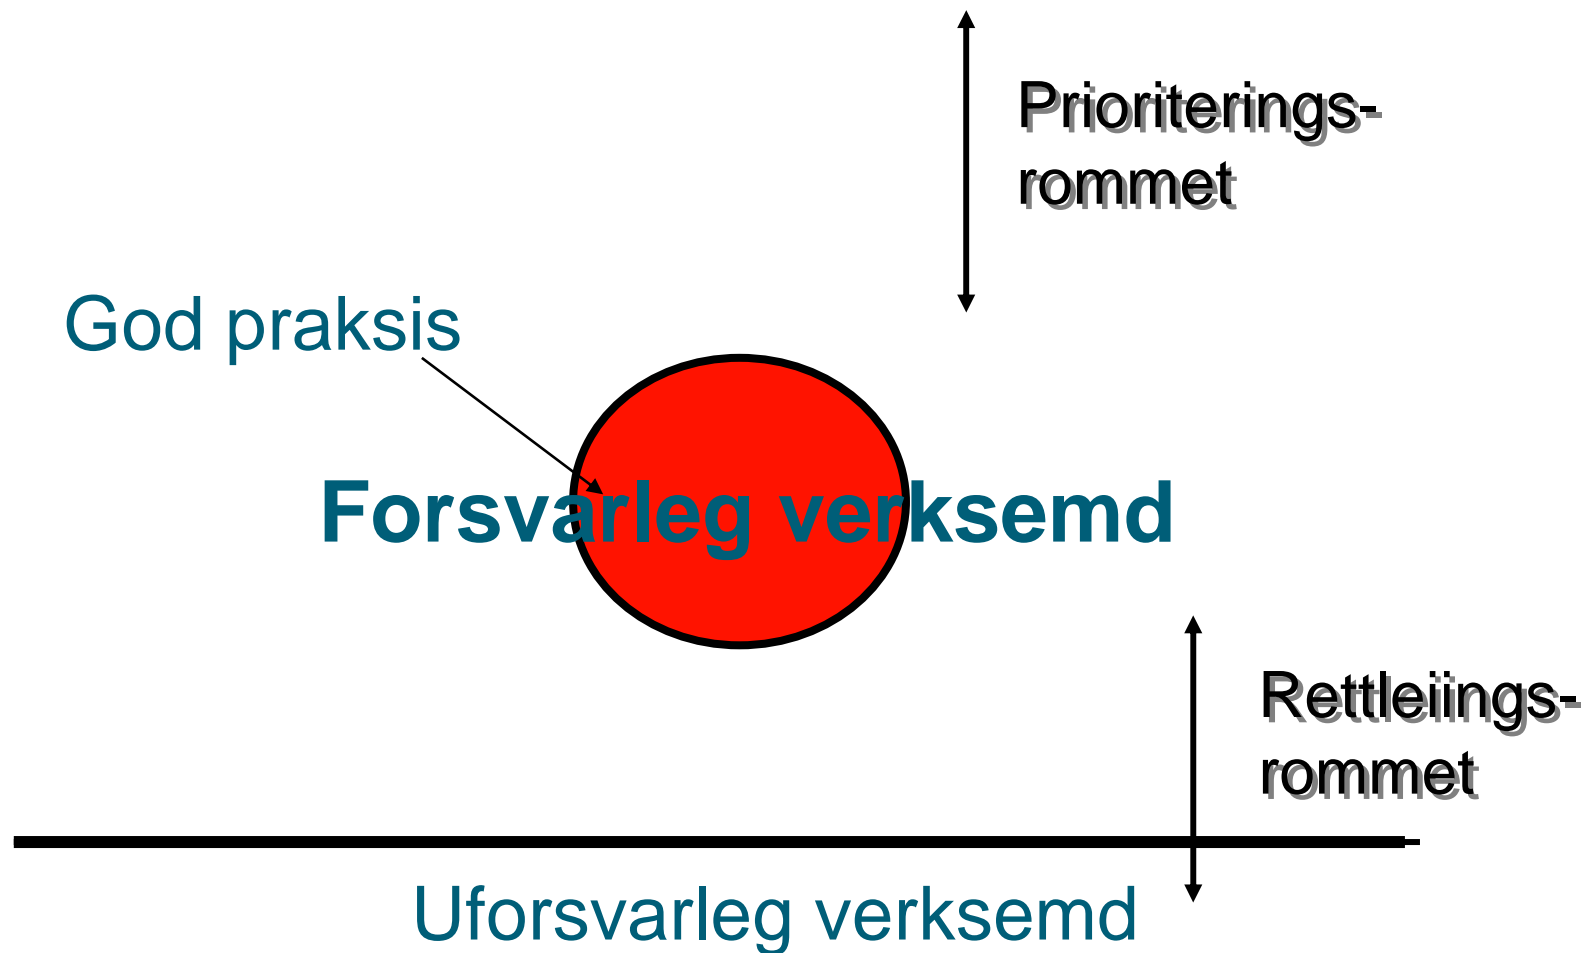 Prioriterings-
rommet
God praksis
Forsvarleg verksemd
Rettleiings-
rommet
Uforsvarleg verksemd